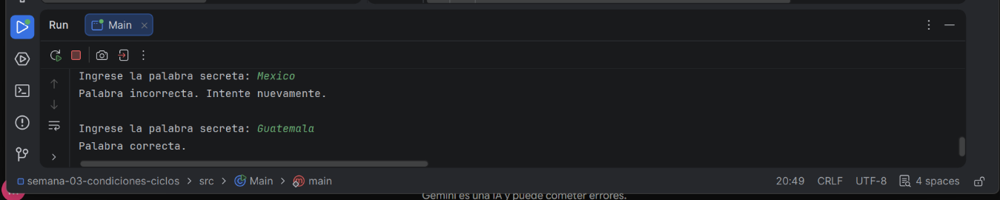 Run Main
Ingrese la palabra secreta: Mexico
Palabra incorrecta. Intente nuevamente.
Ingrese la palabra secreta: Guatemala
Palabra correcta.
semana-03-condiciones-ciclos > src > Main > main 20:49 CRLF UTF-8 4 spaces
Gemini es una IA y puede cometer errores.